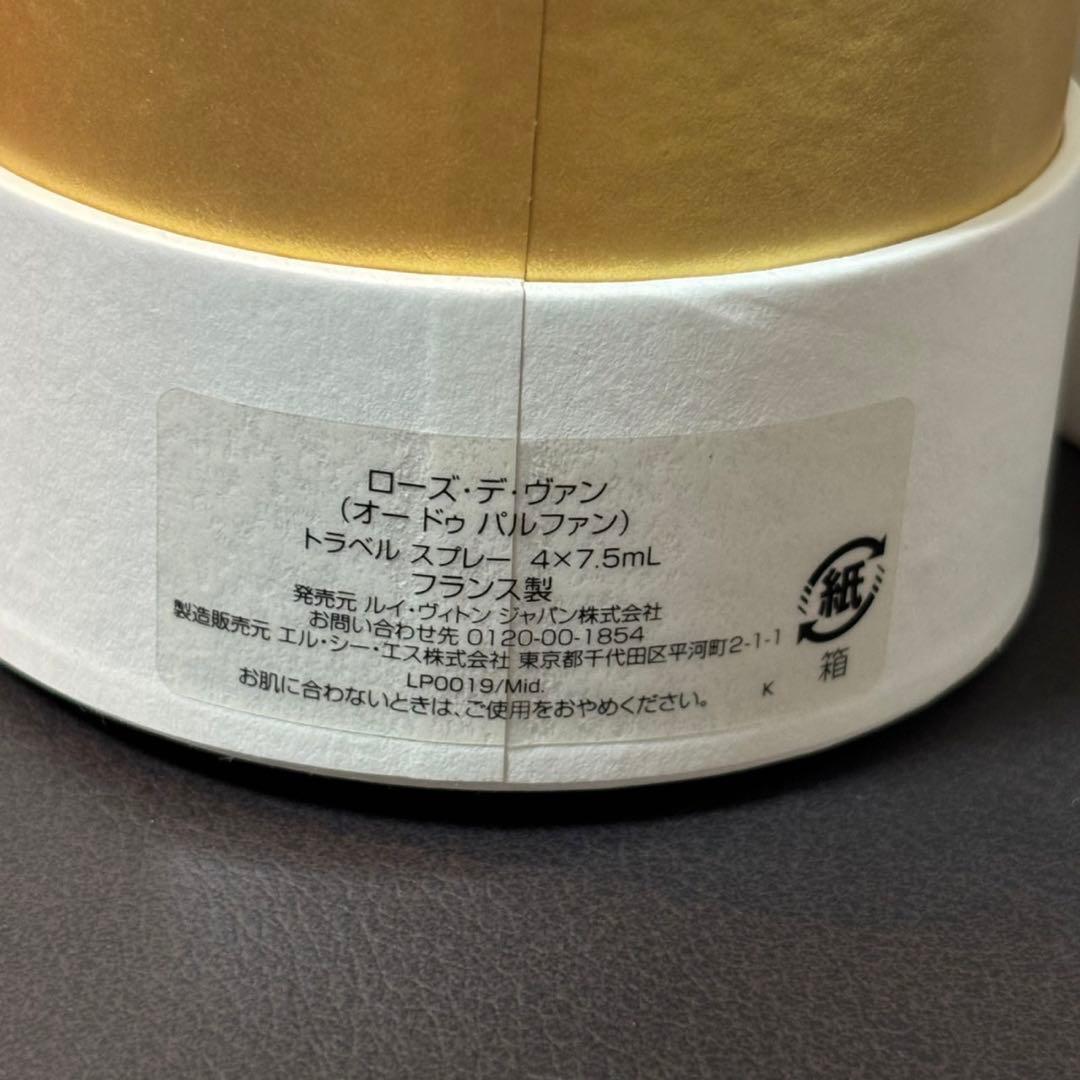 ローズ・デ・ヴァン
（オー ドゥ パルファン）
トラベル スプレー 4×7.5mL
フランス製
発売元 ルイ・ヴィトン ジャパン株式会社
お問い合わせ先 0120-00-1854
製造販売元 エル・シー・エス株式会社 東京都千代田区平河町2-1-1
LP0019/Mid.
お肌に合わないときは、ご使用をおやめください。
K
紙
箱